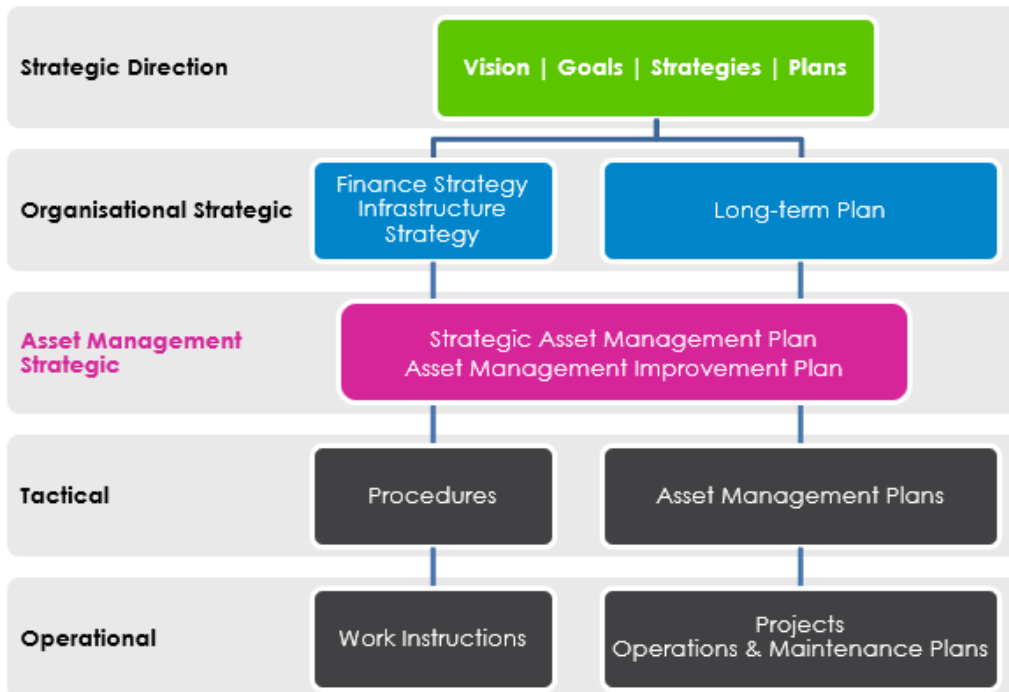 Strategic Direction
Vision | Goals | Strategies | Plans
Organisational Strategic
Finance Strategy
Infrastructure
Strategy
Long-term Plan
Asset Management
Strategic
Strategic Asset Management Plan
Asset Management Improvement Plan
Tactical
Procedures
Asset Management Plans
Operational
Work Instructions
Projects
Operations & Maintenance Plans